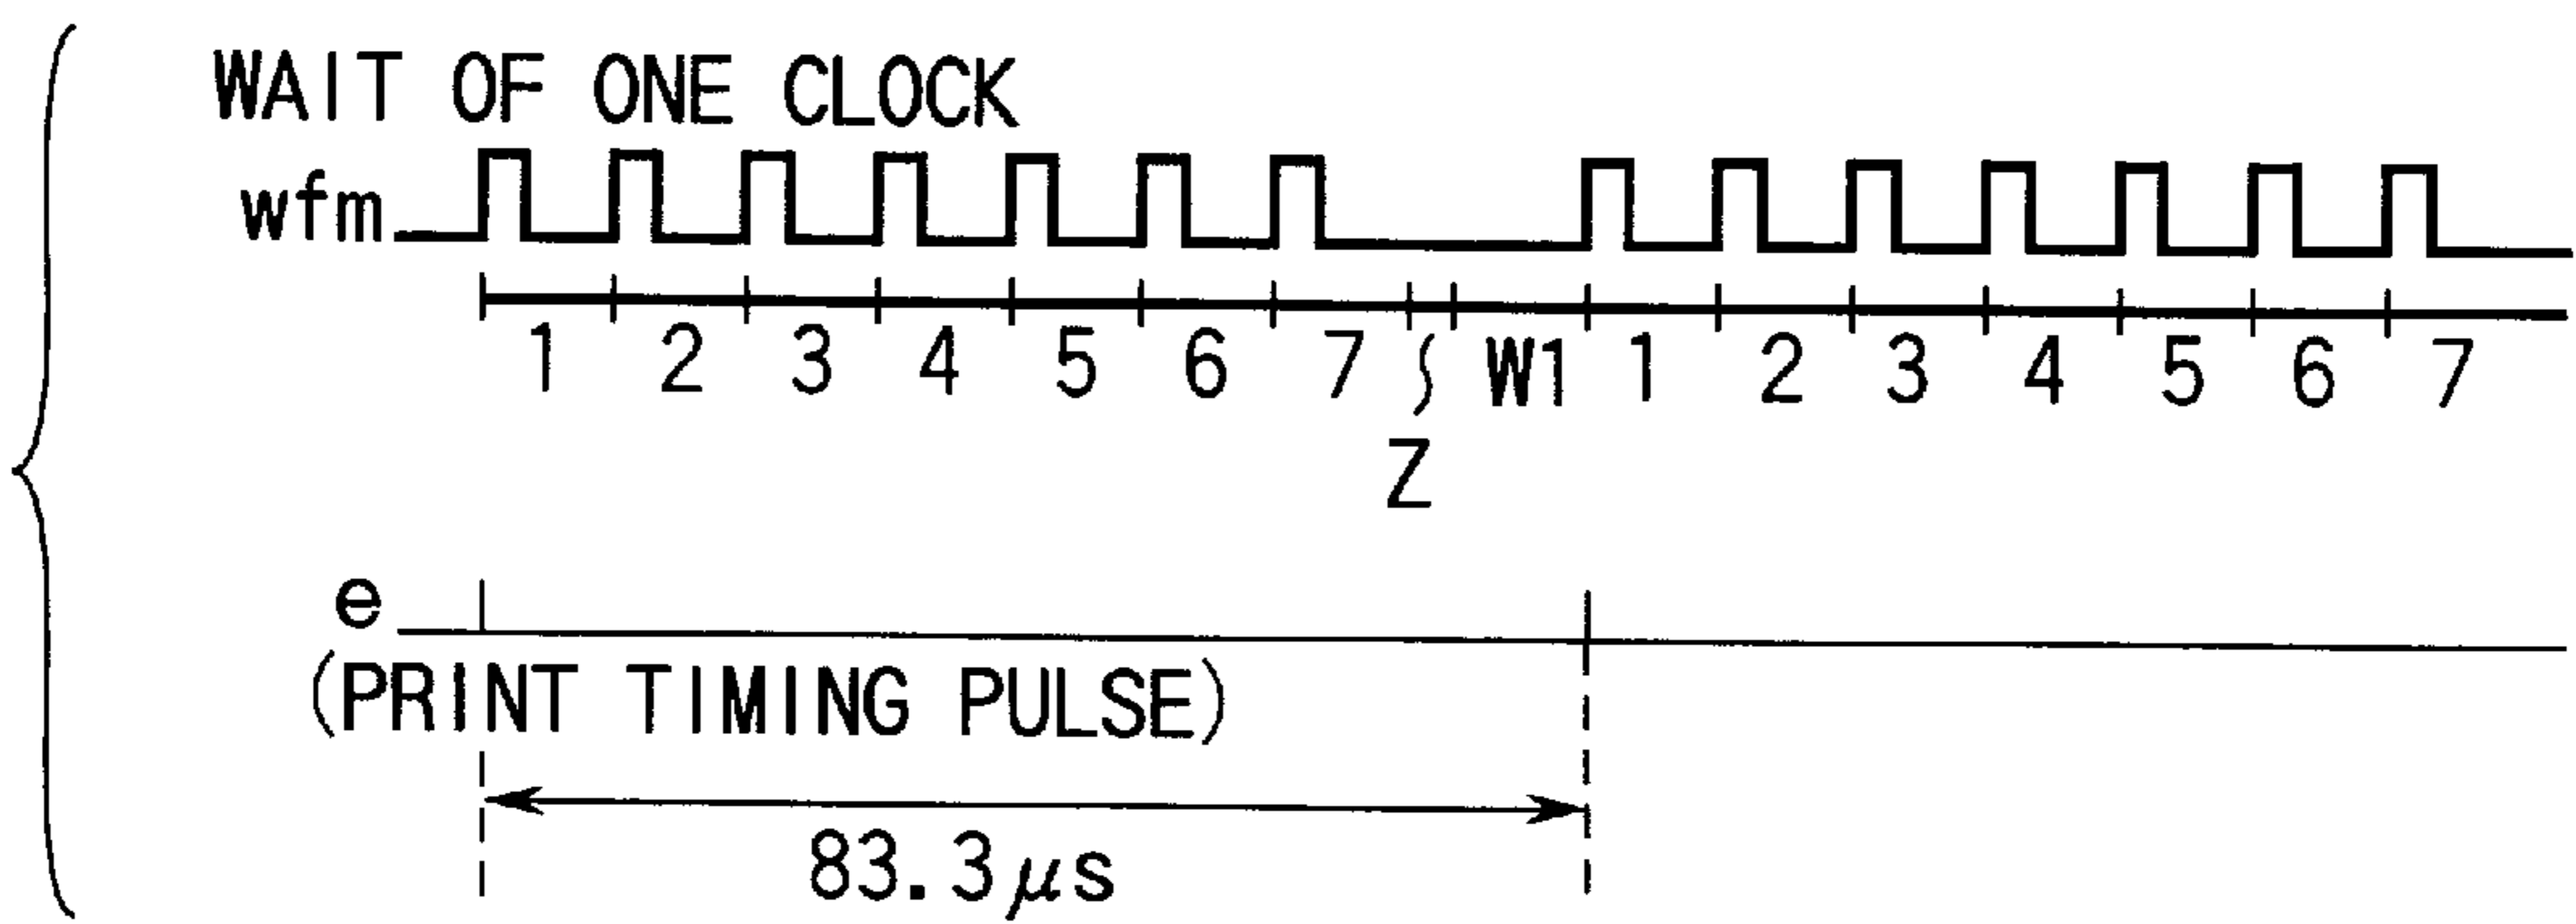 WAIT OF ONE CLOCK
wfm
1 2 3 4 5 6 7 W1 1 2 3 4 5 6 7
Z
e
(PRINT TIMING PULSE)
83.3μs